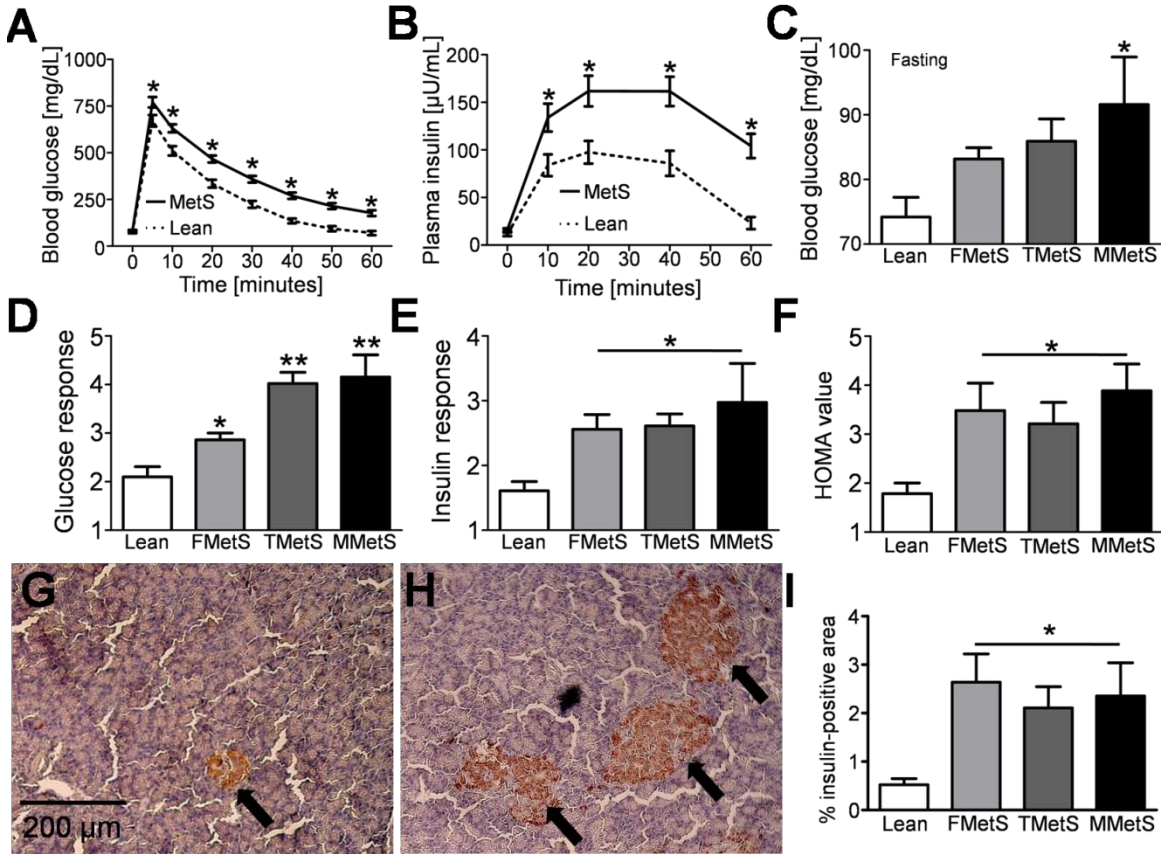 A
Blood glucose [mg/dL]
1000
750
500
250
0
* * * * * * * *
MetS
Lean
0 10 20 30 40 50 60
Time [minutes]
B
Plasma insulin [µU/mL]
200
150
100
50
0
* * * *
MetS
Lean
0 10 20 30 40 50 60
Time [minutes]
C
Blood glucose [mg/dL]
100
90
80
70
Fasting
*
Lean FMetS TMetS MMetS
D
Glucose response
5
4
3
2
1
* ** **
Lean FMetS TMetS MMetS
E
Insulin response
4
3
2
1
*
Lean FMetS TMetS MMetS
F
HOMA value
5
4
3
2
1
*
Lean FMetS TMetS MMetS
G
200 µm
H
I
% insulin-positive area
4
3
2
1
0
*
Lean FMetS TMetS MMetS